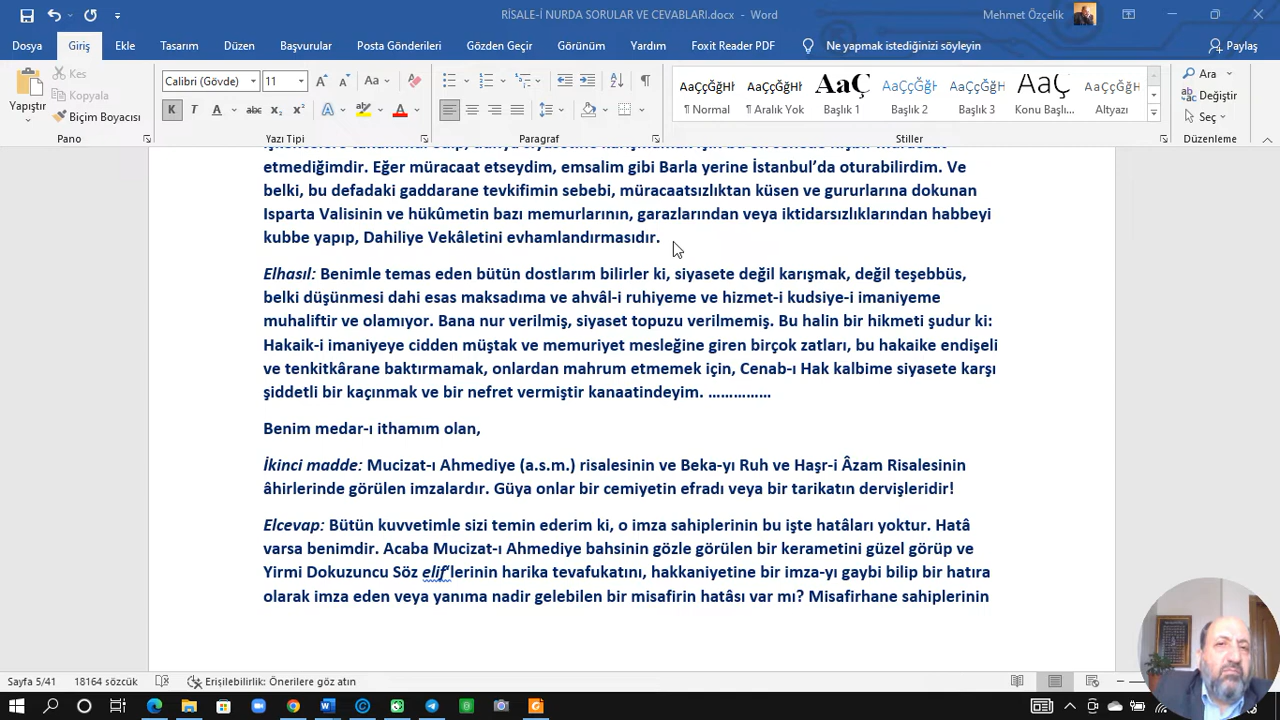 RİSALE-İ NURDA SORULAR VE CEVABLARI.docx - Word
Mehmet Özçelik
Dosya Giriş Ekle Tasarım Düzen Başvurular Posta Gönderileri Gözden Geçir Görünüm Yardım Foxit Reader PDF Ne yapmak istediğinizi söyleyin Paylaş
Yapıştır
Kes
Kopyala
Biçim Boyacısı
Pano
Calibri (Gövde) 11
K T A abc x₂ x²
Yazı Tipi
Paragraf
AaÇçĞğH AaÇçĞğH AaÇ AaÇçĞğH AaÇçĞğH AaÇ AaÇçĞğH
¶ Normal ¶ Aralık Yok Başlık 1 Başlık 2 Başlık 3 Konu Başlı... Altyazı
Stiller
Ara
Değiştir
Seç
Düzenleme
etmediğimdir. Eğer müracaat etseydim, emsalim gibi Barla yerine İstanbul'da oturabilirdim. Ve
belki, bu defadaki gaddarane tevkifimin sebebi, müracaatsızlıktan küsen ve gururlarına dokunan
Isparta Valisinin ve hükûmetin bazı memurlarının, garazlarından veya iktidarsızlıklarından habbeyi
kubbe yapıp, Dahiliye Vekâletini evhamlandırmasıdır.
Elhasıl: Benimle temas eden bütün dostlarım bilirler ki, siyasete değil karışmak, değil teşebbüs,
belki düşünmesi dahi esas maksadıma ve ahvâl-i ruhiyeme ve hizmet-i kudsiye-i imaniyeme
muhaliftir ve olamıyor. Bana nur verilmiş, siyaset topuzu verilmemiş. Bu halin bir hikmeti şudur ki:
Hakaik-i imaniyeye cidden müştak ve memuriyet mesleğine giren birçok zatları, bu hakaike endişeli
ve tenkitkârane baktırmamak, onlardan mahrum etmemek için, Cenab-ı Hak kalbime siyasete karşı
şiddetli bir kaçınmak ve bir nefret vermiştir kanaatindeyim. ……………
Benim medar-ı ithamım olan,
İkinci madde: Mucizat-ı Ahmediye (a.s.m.) risalesinin ve Beka-yı Ruh ve Haşr-i Âzam Risalesinin
âhirlerinde görülen imzalardır. Güya onlar bir cemiyetin efradı veya bir tarikatın dervişleridir!
Elcevap: Bütün kuvvetimle sizi temin ederim ki, o imza sahiplerinin bu işte hatâları yoktur. Hatâ
varsa benimdir. Acaba Mucizat-ı Ahmediye bahsinin gözle görülen bir kerametini güzel görüp ve
Yirmi Dokuzuncu Söz elif'lerinin harika tevafukatını, hakkaniyetine bir imza-yı gaybi bilip bir hatıra
olarak imza eden veya yanıma nadir gelebilen bir misafirin hatâsı var mı? Misafirhane sahiplerinin
Sayfa 5/41 18164 sözcük Erişilebilirlik: Önerilere göz atın